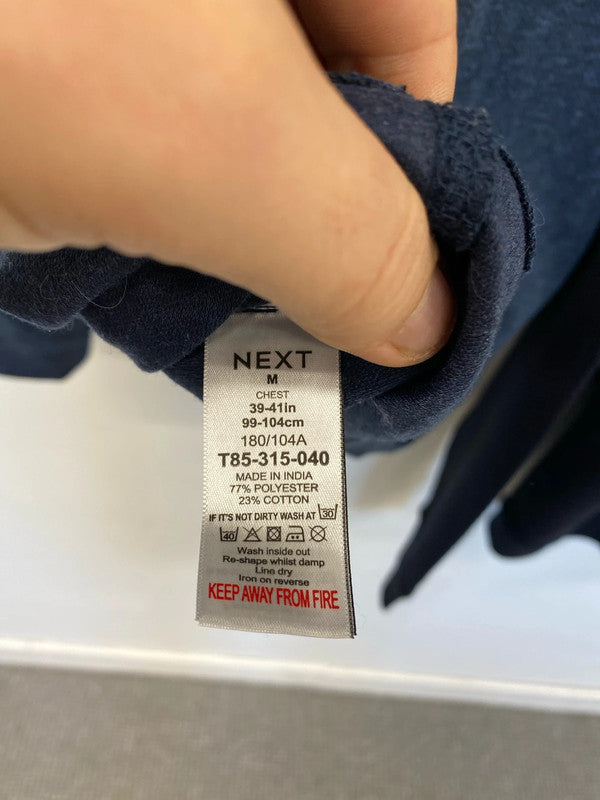 NEXT
M
CHEST
39-41in
99-104cm
180/104A
T85-315-040
MADE IN INDIA
77% POLYESTER
23% COTTON
IF IT'S NOT DIRTY WASH AT 30
40
Wash inside out
Re-shape whilst damp
Line dry
Iron on reverse
KEEP AWAY FROM FIRE